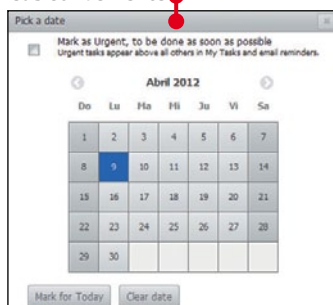 Pick a date
Mark as Urgent, to be done as soon as possible
Urgent tasks appear above all others in My Tasks and email reminders.
Abril 2012
Do Lu Ma Mi Ju Vi Sa
1 2 3 4 5 6 7
8 9 10 11 12 13 14
15 16 17 18 19 20 21
22 23 24 25 26 27 28
29 30
Mark for Today Clear date